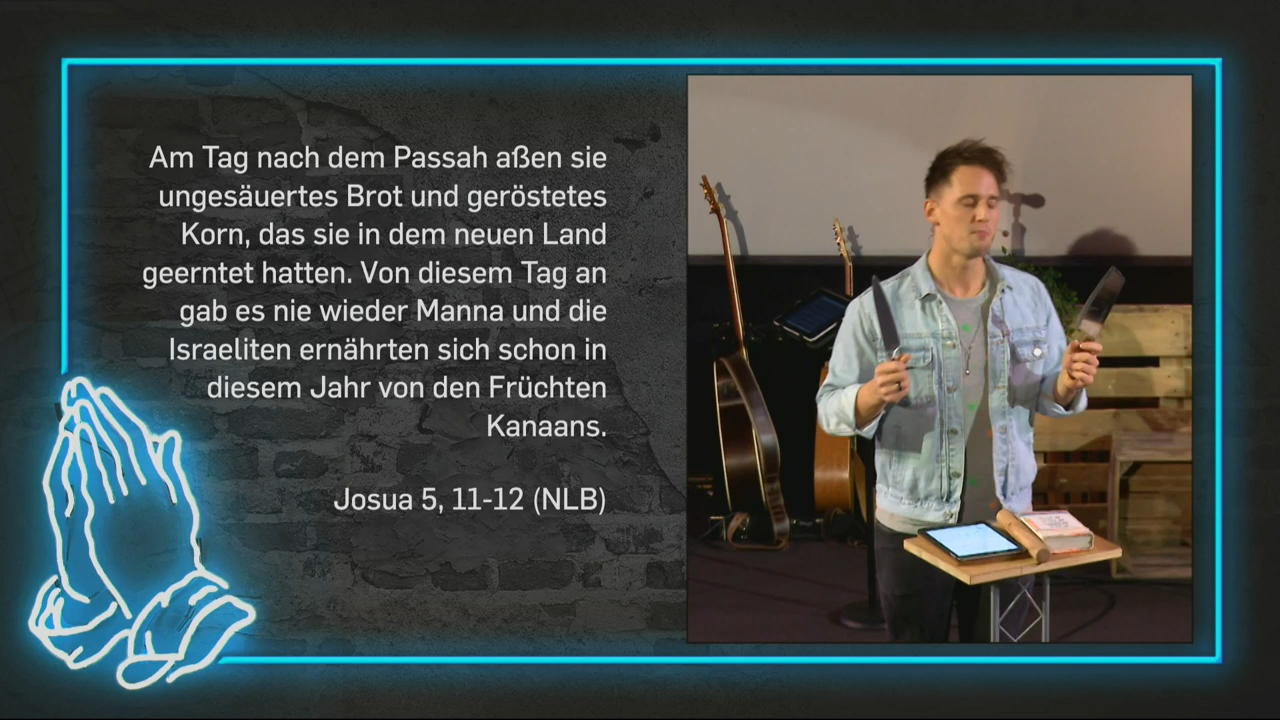 Am Tag nach dem Passah aßen sie
ungesäuertes Brot und geröstetes
Korn, das sie in dem neuen Land
geerntet hatten. Von diesem Tag an
gab es nie wieder Manna und die
Israeliten ernährten sich schon in
diesem Jahr von den Früchten
Kanaans.
Josua 5, 11-12 (NLB)